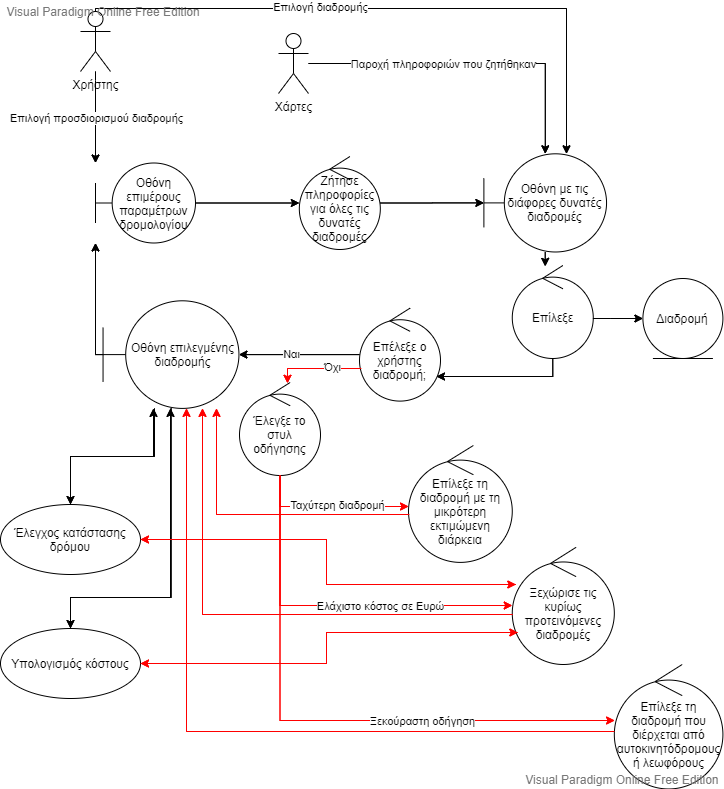 Visual Paradigm Online Free Edition
Επιλογή διαδρομής
Παροχή πληροφοριών που ζητήθηκαν
Χρήστης
Χάρτες
Επιλογή προσδιορισμού διαδρομής
Οθόνη
επιμέρους
παραμέτρων
δρομολογίου
Ζήτησε
πληροφορίες
για όλες τις
δυνατές
διαδρομές
Οθόνη με τις
διάφορες δυνατές
διαδρομές
Επίλεξε
Διαδρομή
Οθόνη επιλεγμένης
διαδρομής
Ναι
Επέλεξε ο
χρήστης
διαδρομή;
Όχι
Έλεγξε το
στυλ
οδήγησης
Ταχύτερη διαδρομή
Επίλεξε τη
διαδρομή με τη
μικρότερη
εκτιμώμενη
διάρκεια
Έλεγχος κατάστασης
δρόμου
Ελάχιστο κόστος σε Ευρώ
Ξεχώρισε τις
κυρίως
προτεινόμενες
διαδρομές
Υπολογισμός κόστους
Ξεκούραστη οδήγηση
Επίλεξε τη
διαδρομή που
διέρχεται από
αυτοκινητόδρομους
ή λεωφόρους
Visual Paradigm Online Free Edition